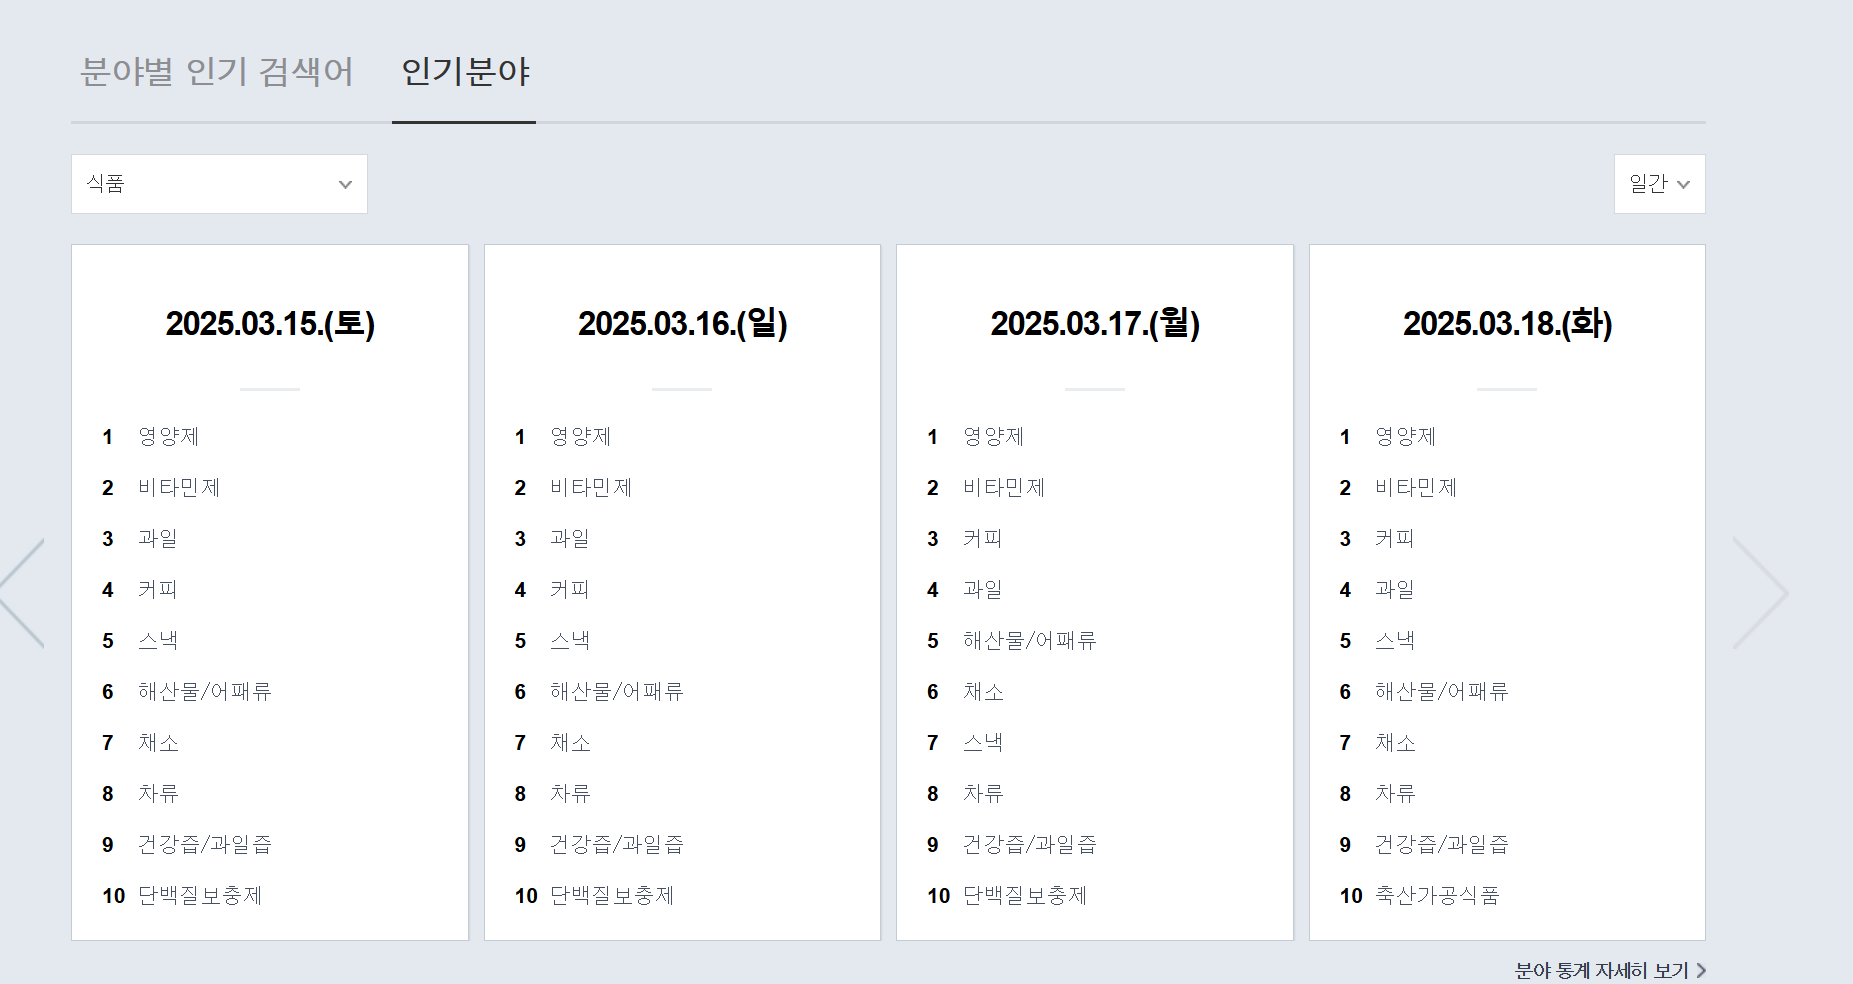 분야별 인기 검색어 인기분야
식품 일간
2025.03.15.(토)
1 영양제
2 비타민제
3 과일
4 커피
5 스낵
6 해산물/어패류
7 채소
8 차류
9 건강즙/과일즙
10 단백질보충제
2025.03.16.(일)
1 영양제
2 비타민제
3 과일
4 커피
5 스낵
6 해산물/어패류
7 채소
8 차류
9 건강즙/과일즙
10 단백질보충제
2025.03.17.(월)
1 영양제
2 비타민제
3 커피
4 과일
5 해산물/어패류
6 채소
7 스낵
8 차류
9 건강즙/과일즙
10 단백질보충제
2025.03.18.(화)
1 영양제
2 비타민제
3 커피
4 과일
5 스낵
6 해산물/어패류
7 채소
8 차류
9 건강즙/과일즙
10 축산가공식품
분야 통계 자세히 보기